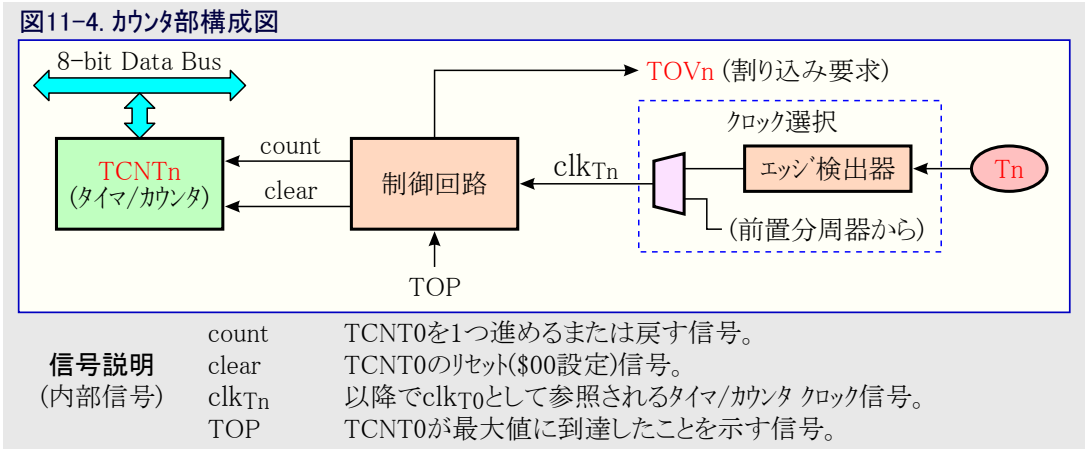 図11-4. カウンタ部構成図
8-bit Data Bus
TOVn (割り込み要求)
クロック選択
count
TCNTn
(タイマ/カウンタ)
clear
制御回路
clkTn
エッジ検出器
Tn
(前置分周器から)
TOP
信号説明
(内部信号)
count TCNT0を1つ進めるまたは戻す信号。
clear TCNT0のリセット($00設定)信号。
clkTn 以降でclkT0として参照されるタイマ/カウンタ クロック信号。
TOP TCNT0が最大値に到達したことを示す信号。